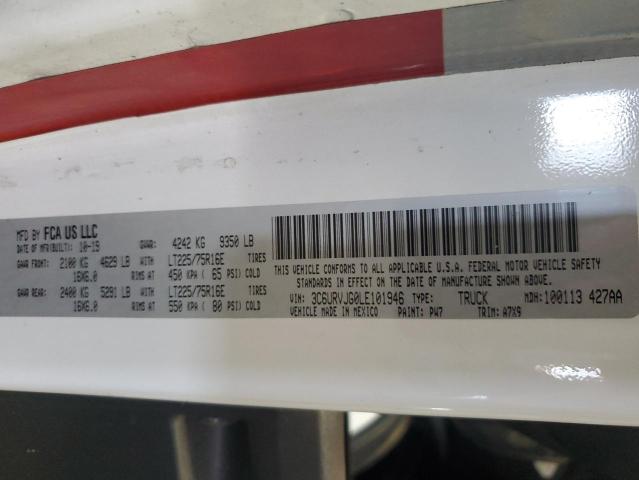 MFD BY FCA US LLC
DATE OF MFR(BUILT): 10-19 GVWR: 4242 KG 9350 LB
GAWR FRONT: 2100 KG 4629 LB WITH LT225/75R16E TIRES
16X6.0 RIMS AT 450 KPA ( 65 PSI) COLD
GAWR REAR: 2400 KG 5291 LB WITH LT225/75R16E TIRES
16X6.0 RIMS AT 550 KPA ( 80 PSI) COLD
THIS VEHICLE CONFORMS TO ALL APPLICABLE U.S.A. FEDERAL MOTOR VEHICLE SAFETY
STANDARDS IN EFFECT ON THE DATE OF MANUFACTURE SHOWN ABOVE.
VIN: 3C6URVJG0LE101946 TYPE: TRUCK MDH: 100113 427AA
VEHICLE MADE IN MEXICO PAINT: PW7 TRIM: A7X9